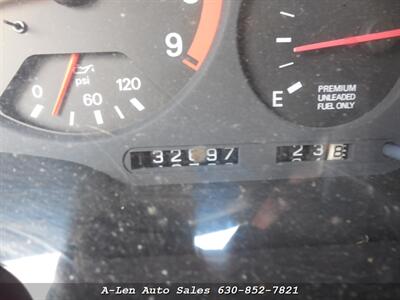 9
0
psi
120
60
E
PREMIUM
UNLEADED
FUEL ONLY
A-Len Auto Sales 630-852-7821